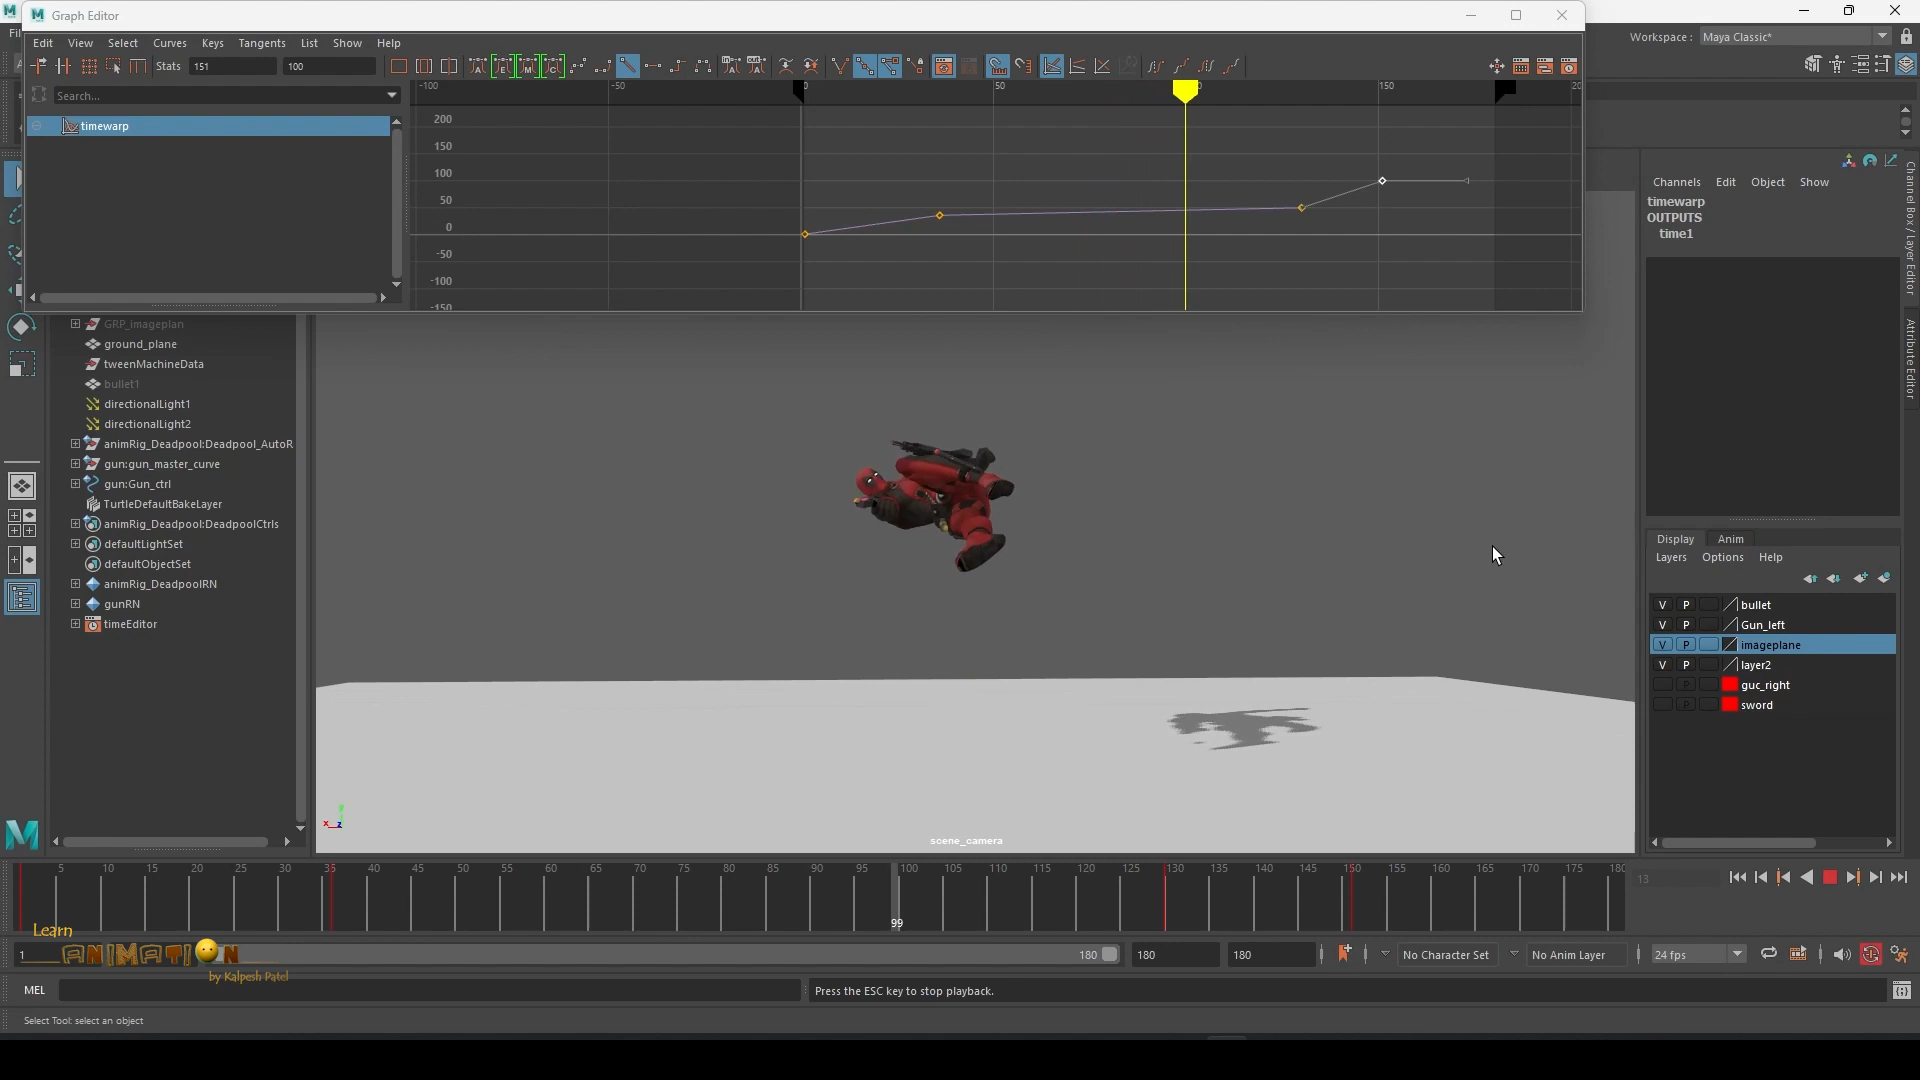 Graph Editor
Edit View Select Curves Keys Tangents List Show Help
Workspace : Maya Classic*
Stats 151 100
Search...
-100 -50 0 50 150
timewarp
200
150
100
50
0
-50
-100
-150
Channels Edit Object Show
timewarp
OUTPUTS
time1
Channel Box / Layer Editor
Attribute Editor
GRP_imageplan
ground_plane
tweenMachineData
bullet1
directionalLight1
directionalLight2
animRig_Deadpool:Deadpool_AutoR
gun:gun_master_curve
gun:Gun_ctrl
TurtleDefaultBakeLayer
animRig_Deadpool:DeadpoolCtrls
defaultLightSet
defaultObjectSet
animRig_DeadpoolRN
gunRN
timeEditor
Display Anim
Layers Options Help
V P bullet
V P Gun_left
V P imageplane
V P layer2
P guc_right
P sword
x z y
scene_camera
5 10 15 20 25 30 35 40 45 50 55 60 65 70 75 80 85 90 95 100 105 110 115 120 125 130 135 140 145 150 155 160 165 170 175 180
13
99
Learn
ANIMATION
by Kalpesh Patel
1 180 180 180 No Character Set No Anim Layer 24 fps
MEL Press the ESC key to stop playback.
Select Tool: select an object